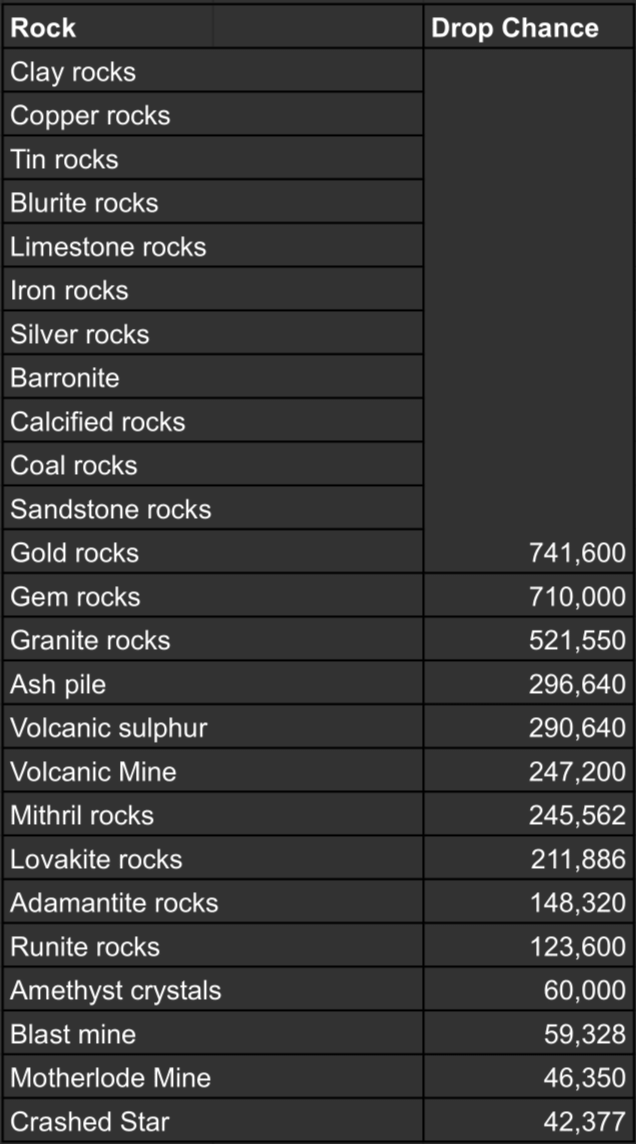 Rock Drop Chance
Clay rocks
Copper rocks
Tin rocks
Blurite rocks
Limestone rocks
Iron rocks
Silver rocks
Barronite
Calcified rocks
Coal rocks
Sandstone rocks
Gold rocks 741,600
Gem rocks 710,000
Granite rocks 521,550
Ash pile 296,640
Volcanic sulphur 290,640
Volcanic Mine 247,200
Mithril rocks 245,562
Lovakite rocks 211,886
Adamantite rocks 148,320
Runite rocks 123,600
Amethyst crystals 60,000
Blast mine 59,328
Motherlode Mine 46,350
Crashed Star 42,377